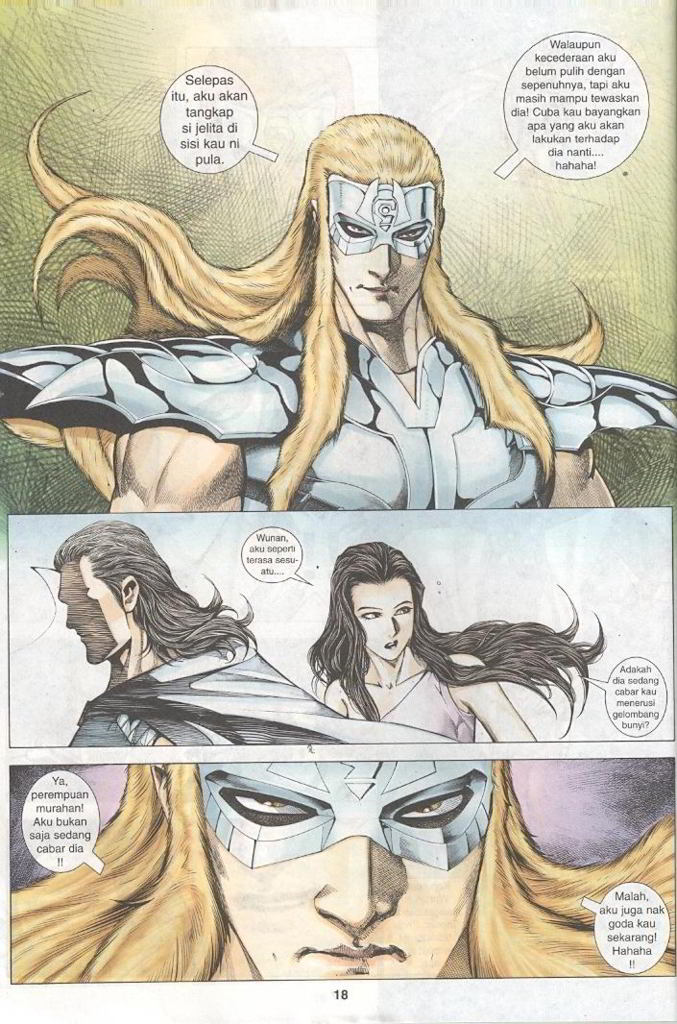 Selepas
itu, aku akan
tangkap
si jelita di
sisi kau ni
pula.
Walaupun
kecederaan aku
belum pulih dengan
sepenuhnya, tapi aku
masih mampu tewaskan
dia! Cuba kau bayangkan
apa yang aku akan
lakukan terhadap
dia nanti....
hahaha!
Wunan,
aku seperti
terasa sesu-
atu....
Adakah
dia sedang
cabar kau
menerusi
gelombang
bunyi?
Ya,
perempuan
murahan!
Aku bukan
saja sedang
cabar dia
!!
Malah,
aku juga nak
goda kau
sekarang!
Hahaha
!!
18